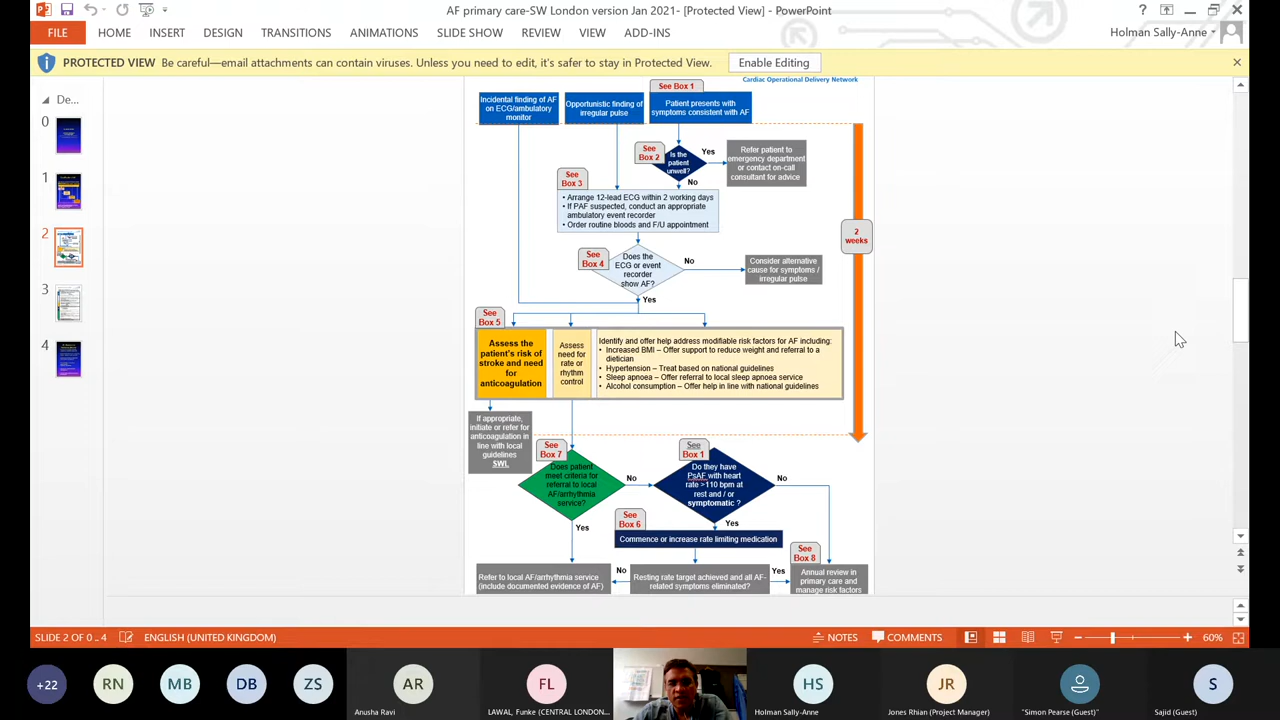 AF primary care-SW London version Jan 2021- [Protected View] - PowerPoint
FILE
HOME
INSERT
DESIGN
TRANSITIONS
ANIMATIONS
SLIDE SHOW
REVIEW
VIEW
ADD-INS
Holman Sally-Anne
PROTECTED VIEW
Be careful—email attachments can contain viruses. Unless you need to edit, it's safer to stay in Protected View.
Enable Editing
De...
0
1
2
3
4
Cardiac Operational Delivery Network
See Box 1
Incidental finding of AF
on ECG/ambulatory
monitor
Opportunistic finding of
irregular pulse
Patient presents with
symptoms consistent with AF
See
Box 2
Is the
patient
unwell?
Yes
No
Refer patient to
emergency department
or contact on-call
consultant for advice
See
Box 3
• Arrange 12-lead ECG within 2 working days
• If PAF suspected, conduct an appropriate
ambulatory event recorder
• Order routine bloods and F/U appointment
2
weeks
See
Box 4
Does the
ECG or event
recorder
show AF?
No
Yes
Consider alternative
cause for symptoms /
irregular pulse
See
Box 5
Assess the
patient's risk of
stroke and need
for
anticoagulation
Assess
need for
rate or
rhythm
control
Identify and offer help address modifiable risk factors for AF including:
• Increased BMI – Offer support to reduce weight and referral to a
dietician
• Hypertension – Treat based on national guidelines
• Sleep apnoea – Offer referral to local sleep apnoea service
• Alcohol consumption – Offer help in line with national guidelines
If appropriate,
initiate or refer for
anticoagulation in
line with local
guidelines
SWL
See
Box 7
Does patient
meet criteria for
referral to local
AF/arrhythmia
service?
No
Yes
See
Box 1
Do they have
PsAF with heart
rate >110 bpm at
rest and / or
symptomatic ?
No
Yes
See
Box 6
Commence or increase rate limiting medication
See
Box 8
Refer to local AF/arrhythmia service
(include documented evidence of AF)
No
Resting rate target achieved and all AF-
related symptoms eliminated?
Yes
Annual review in
primary care and
manage risk factors
SLIDE 2 OF 0 .. 4
ENGLISH (UNITED KINGDOM)
NOTES
COMMENTS
60%
+22
RN
MB
DB
ZS
AR
Anusha Ravi
FL
LAWAL, Funke (CENTRAL LONDON...
HS
Holman Sally-Anne
JR
Jones Rhian (Project Manager)
"Simon Pearse (Guest)"
S
Sajid (Guest)